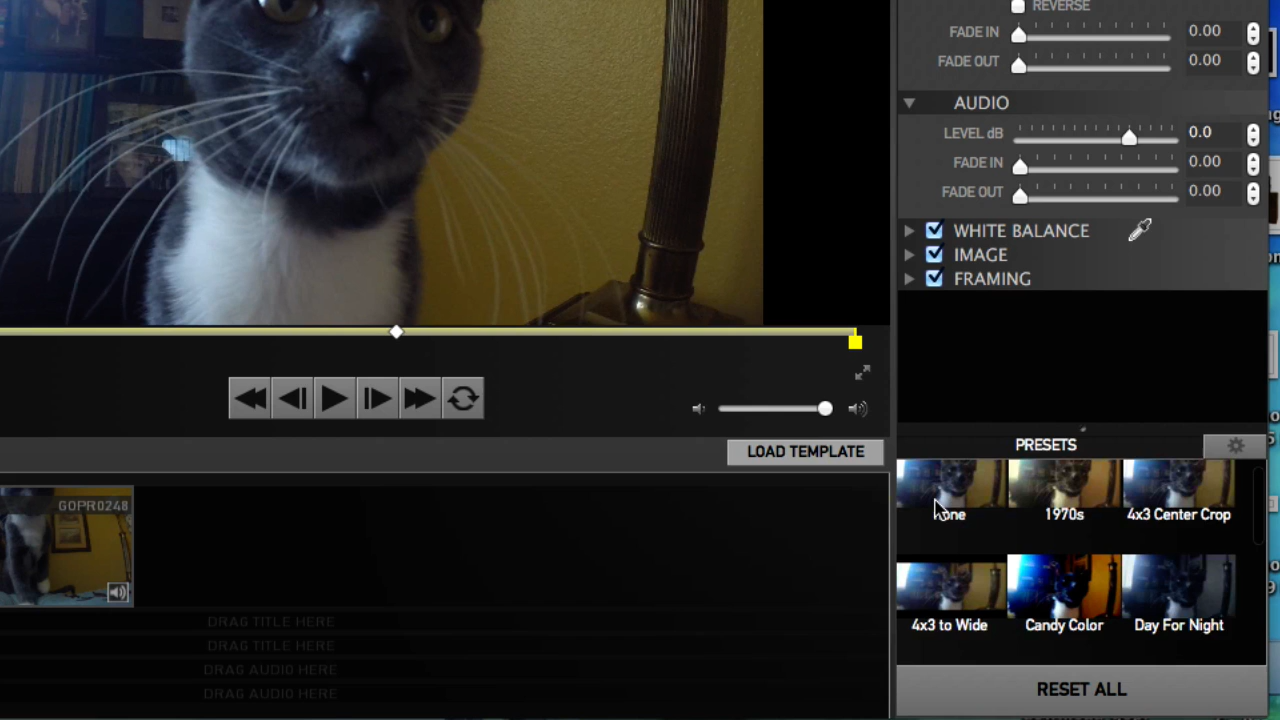 REVERSE
FADE IN 0.00
FADE OUT 0.00
AUDIO
LEVEL dB 0.0
FADE IN 0.00
FADE OUT 0.00
WHITE BALANCE
IMAGE
FRAMING
LOAD TEMPLATE
PRESETS
GOPR0248
1970s
4x3 Center Crop
4x3 to Wide
Candy Color
Day For Night
DRAG TITLE HERE
DRAG TITLE HERE
DRAG AUDIO HERE
DRAG AUDIO HERE
RESET ALL